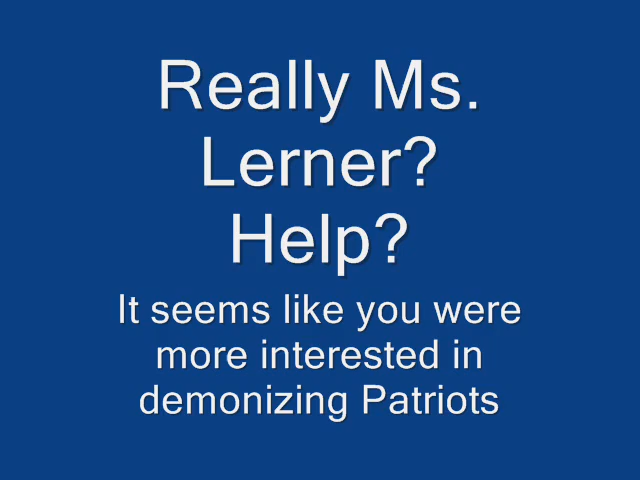 Really Ms.
Lerner?
Help?
It seems like you were
more interested in
demonizing Patriots